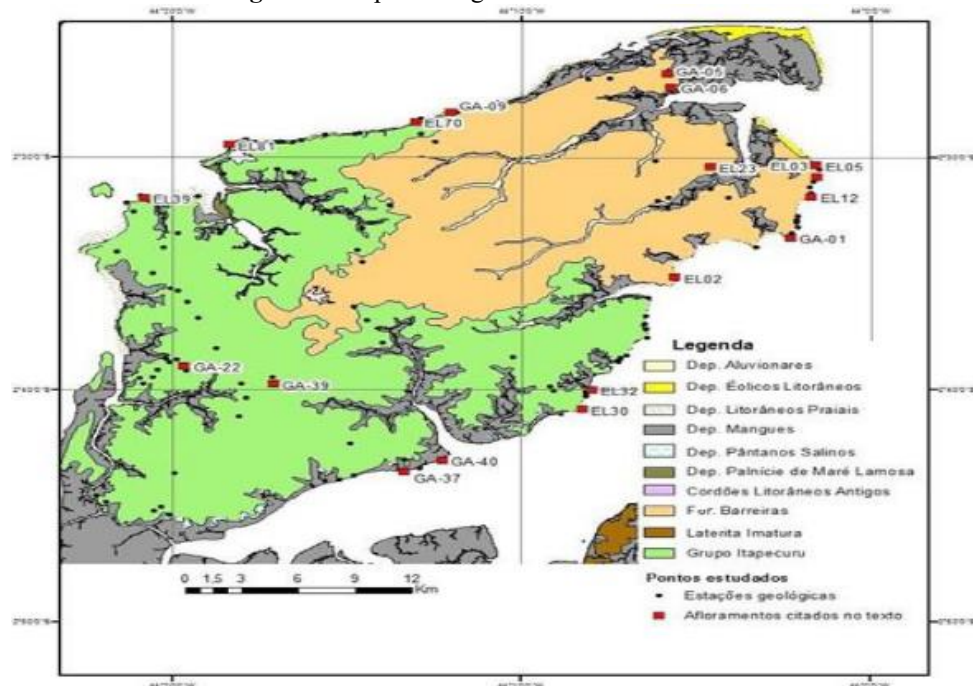 GA-05
GA-06
GA-09
EL70
EL81
EL03
EL05
EL23
EL39
EL12
GA-01
EL02
Legenda
Dep. Aluvionares
GA-22
GA-39
Dep. Éolicos Litorâneos
EL32
EL30
Dep. Litorâneos Praiais
Dep. Mangues
Dep. Pântanos Salinos
GA-40
GA-37
Dep. Palnície de Maré Lamosa
Cordões Litorâneos Antigos
For. Barreiras
Laterita Imatura
Grupo Itapecuru
Pontos estudados
0 1,5 3 6 9 12
Km
Estações geológicas
Afloramentos citados no texto